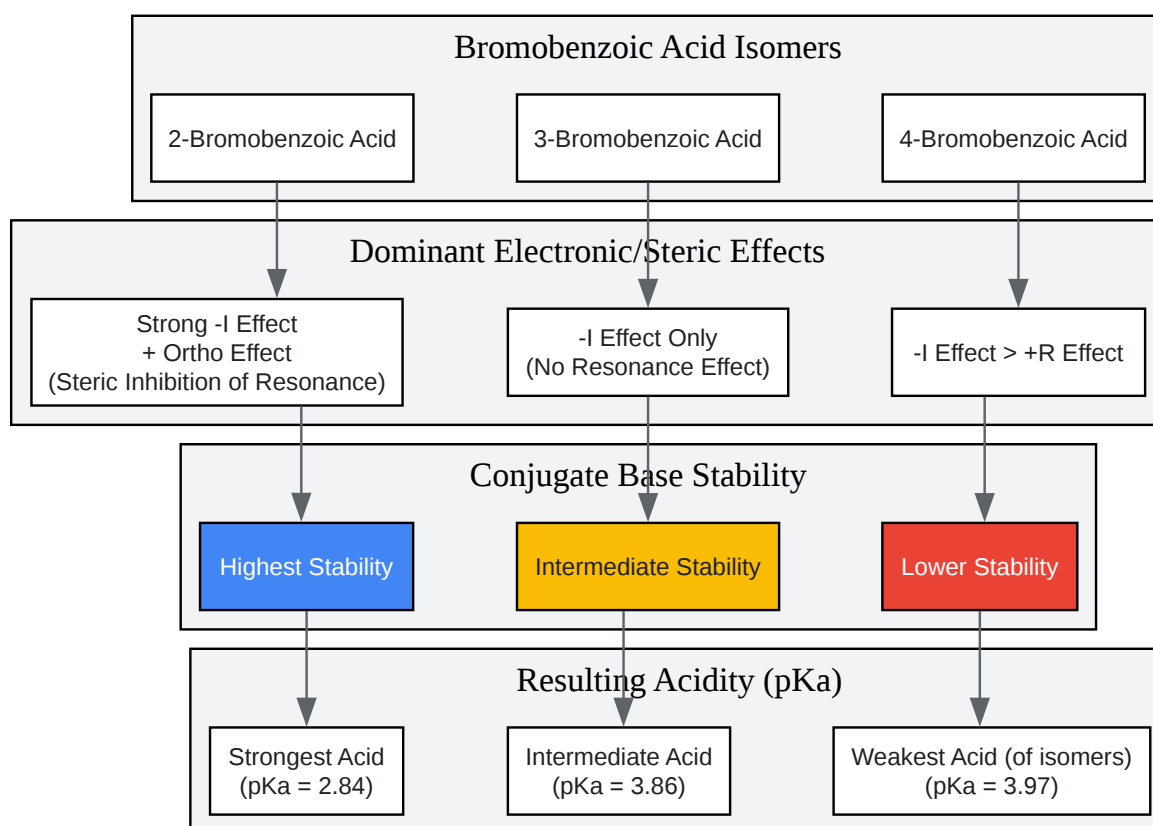 Bromobenzoic Acid Isomers
2-Bromobenzoic Acid
3-Bromobenzoic Acid
4-Bromobenzoic Acid
Dominant Electronic/Steric Effects
Strong -I Effect
+ Ortho Effect
(Steric Inhibition of Resonance)
-I Effect Only
(No Resonance Effect)
-I Effect > +R Effect
Conjugate Base Stability
Highest Stability
Intermediate Stability
Lower Stability
Resulting Acidity (pKa)
Strongest Acid
(pKa = 2.84)
Intermediate Acid
(pKa = 3.86)
Weakest Acid (of isomers)
(pKa = 3.97)